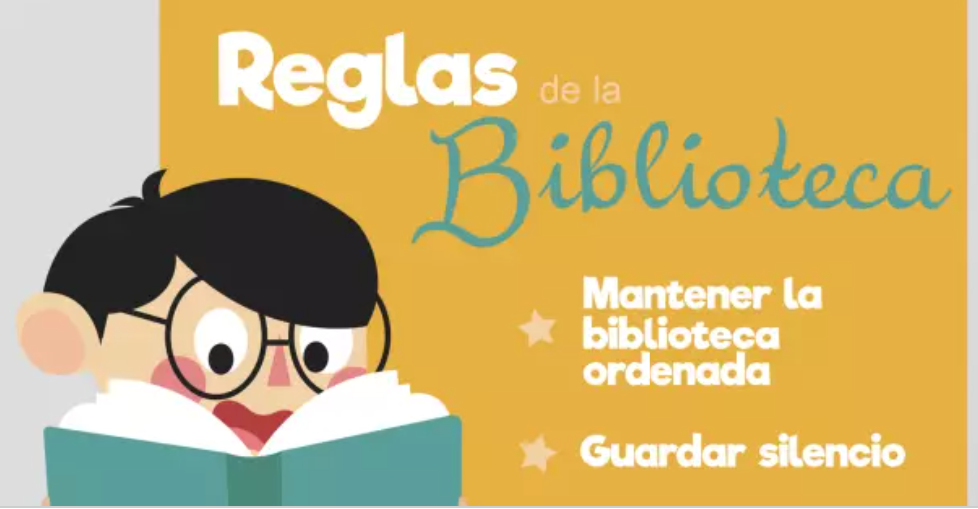 Reglas de la
Biblioteca
Mantener la
biblioteca
ordenada
Guardar silencio